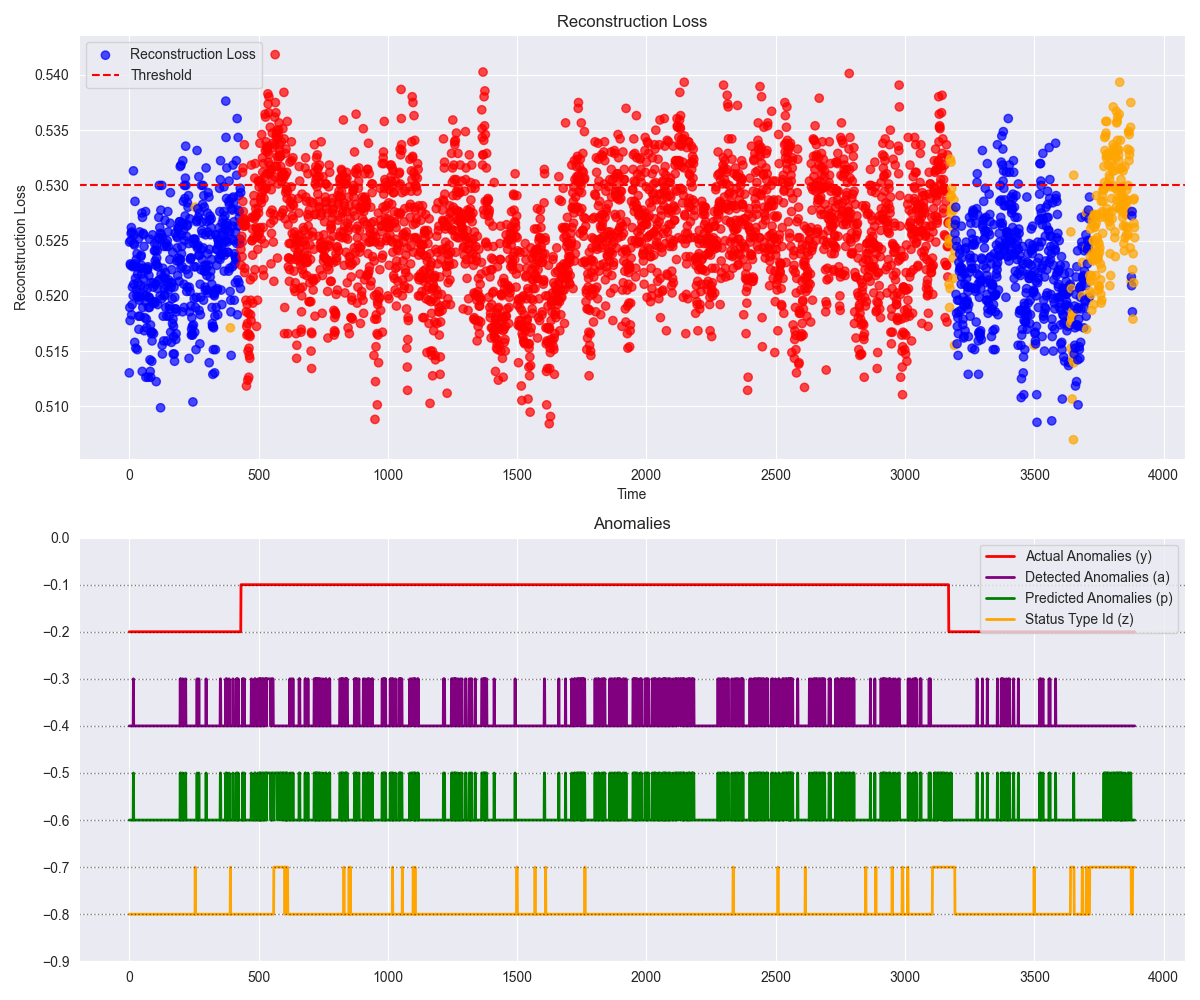 Reconstruction Loss
Reconstruction Loss
Threshold
Reconstruction Loss
0.540
0.535
0.530
0.525
0.520
0.515
0.510
0 500 1000 1500 2000 2500 3000 3500 4000
Time
Anomalies
Actual Anomalies (y)
Detected Anomalies (a)
Predicted Anomalies (p)
Status Type Id (z)
0.0
−0.1
−0.2
−0.3
−0.4
−0.5
−0.6
−0.7
−0.8
−0.9
0 500 1000 1500 2000 2500 3000 3500 4000